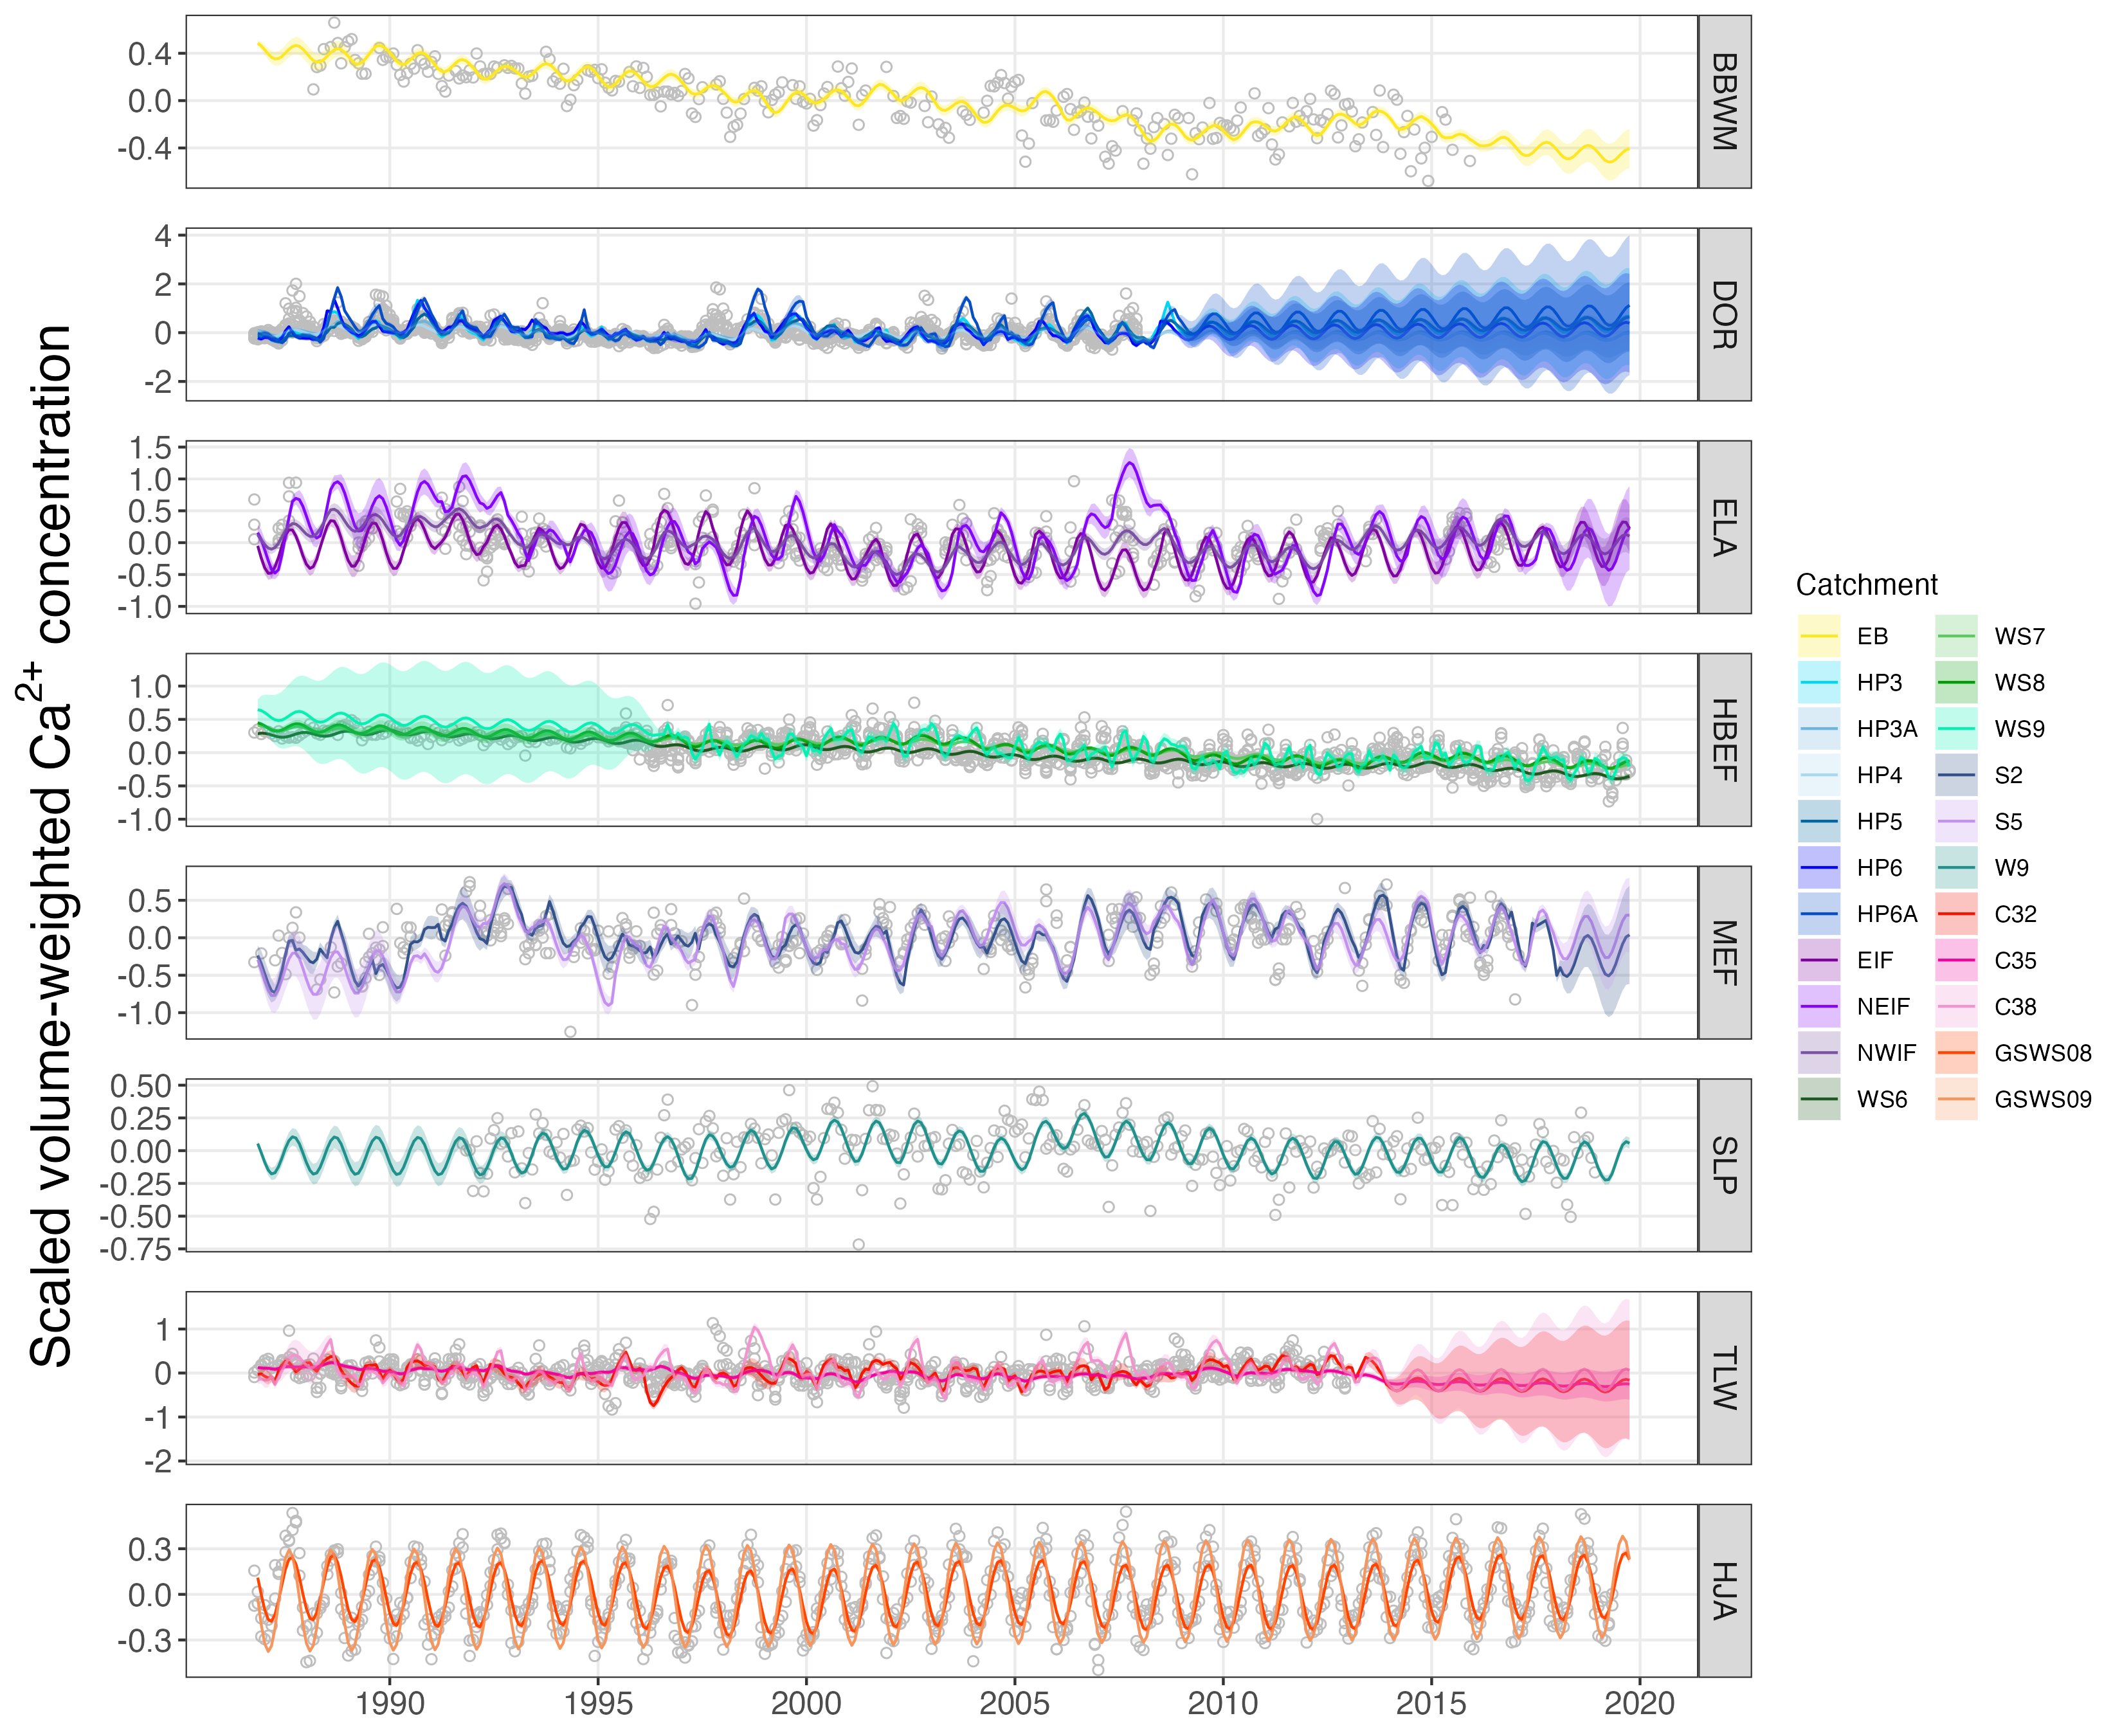 Scaled volume-weighted Ca2+ concentration
0.4
0.0
-0.4
BBWM
4
2
0
-2
DOR
1.5
1.0
0.5
0.0
-0.5
-1.0
ELA
1.0
0.5
0.0
-0.5
-1.0
HBEF
0.5
0.0
-0.5
-1.0
MEF
0.50
0.25
0.00
-0.25
-0.50
-0.75
SLP
1
0
-1
-2
TLW
0.3
0.0
-0.3
HJA
1990 1995 2000 2005 2010 2015 2020
Catchment
EB
HP3
HP3A
HP4
HP5
HP6
HP6A
EIF
NEIF
NWIF
WS6
WS7
WS8
WS9
S2
S5
W9
C32
C35
C38
GSWS08
GSWS09